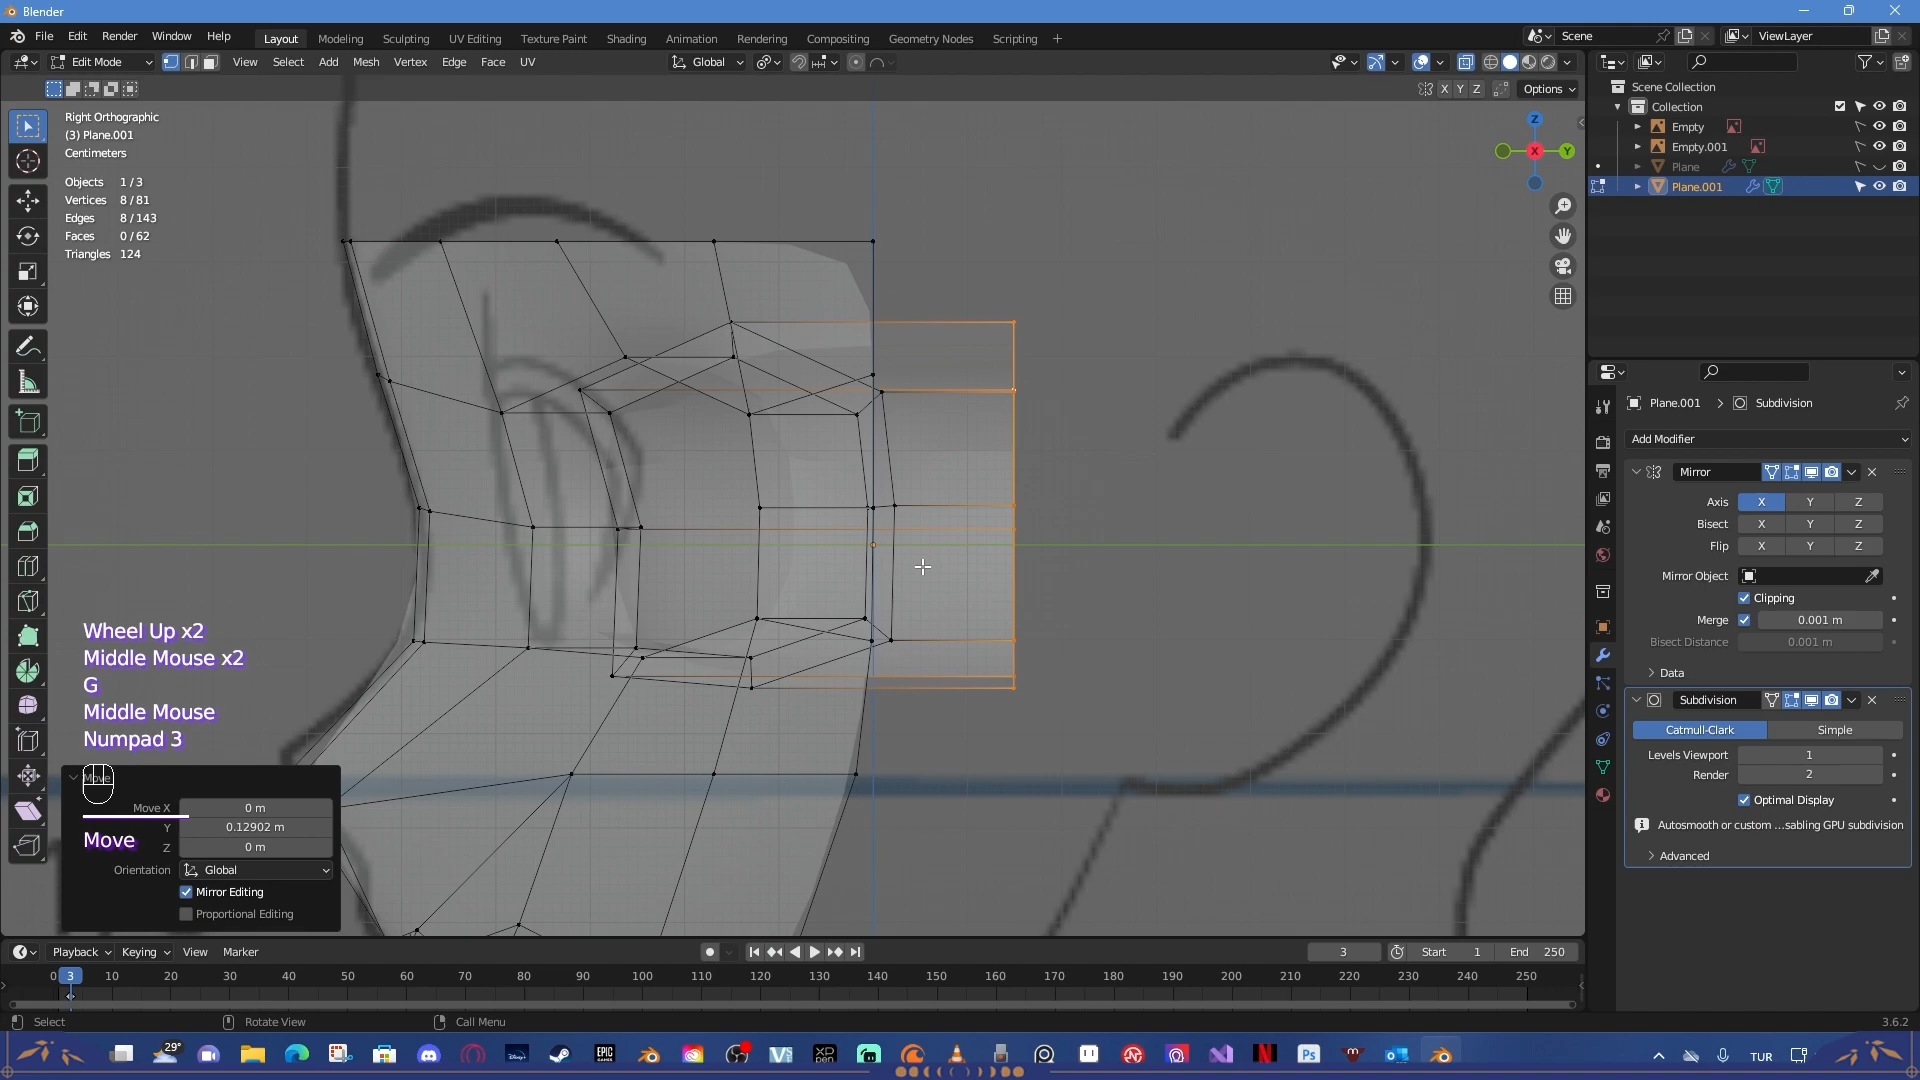 Blender
File Edit Render Window Help
Layout Modeling Sculpting UV Editing Texture Paint Shading Animation Rendering Compositing Geometry Nodes Scripting +
Scene
ViewLayer
Edit Mode View Select Add Mesh Vertex Edge Face UV
Global
X Y Z Options
Right Orthographic
(3) Plane.001
Centimeters
Objects 1/3
Vertices 8/81
Edges 8/143
Faces 0/62
Triangles 124
Z
X
Y
Scene Collection
Collection
Empty
Empty.001
Plane
Plane.001
Plane.001 > Subdivision
Add Modifier
Mirror
Axis X Y Z
Bisect X Y Z
Flip X Y Z
Mirror Object
Clipping
Merge 0.001 m
Bisect Distance 0.001 m
Data
Subdivision
Catmull-Clark Simple
Levels Viewport 1
Render 2
Optimal Display
Autosmooth or custom ...sabling GPU subdivision
Advanced
Wheel Up x2
Middle Mouse x2
G
Middle Mouse
Numpad 3
Move
Move
Move X 0 m
Y 0.12902 m
Z 0 m
Orientation Global
Mirror Editing
Proportional Editing
Playback Keying View Marker
3 Start 1 End 250
0 3 10 20 30 40 50 60 70 80 90 100 110 120 130 140 150 160 170 180 190 200 210 220 230 240 250
Select Rotate View Call Menu 3.6.2
29° TUR